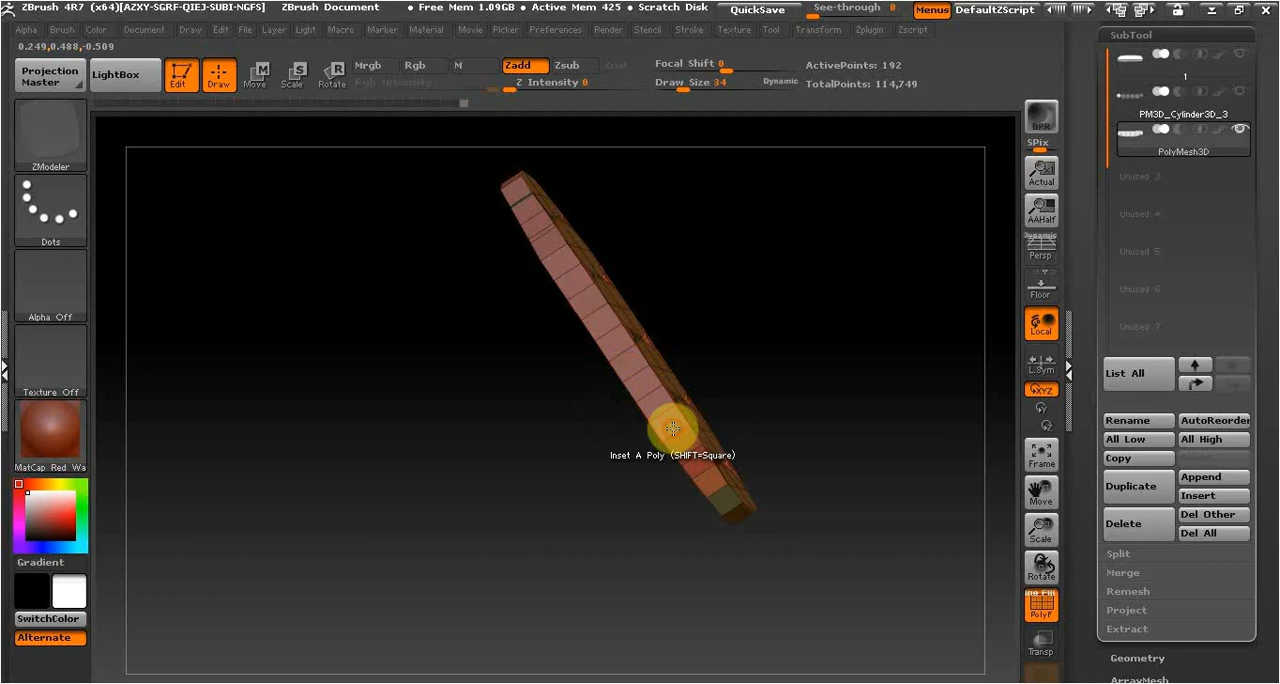 ZBrush 4R7 (x64)[AZXY-SGRF-QIEJ-SUBI-NGFS] ZBrush Document • Free Mem 1.09GB • Active Mem 425 • Scratch Disk QuickSave See-through 0 Menus DefaultZScript
Alpha Brush Color Document Draw Edit File Layer Light Macro Marker Material Movie Picker Preferences Render Stencil Stroke Texture Tool Transform Zplugin Zscript
0.249,0.488,-0.509
Projection Master
LightBox
Edit
Draw
Move
Scale
Rotate
Mrgb Rgb M
Rgb Intensity
Zadd Zsub Zcut
Z Intensity 0
Focal Shift 0
Draw Size 34 Dynamic
ActivePoints: 192
TotalPoints: 114,749
ZModeler
Dots
Alpha Off
Texture Off
MatCap Red Wa
Gradient
SwitchColor
Alternate
Inset A Poly (SHIFT=Square)
BPR
SPix
Actual
AAHalf
Dynamic
Persp
Floor
Local
L.Sym
XYZ
Frame
Move
Scale
Rotate
PolyF
Transp
SubTool
1
PM3D_Cylinder3D_3
PolyMesh3D
Unused 3
Unused 4
Unused 5
Unused 6
Unused 7
List All
Rename AutoReorder
All Low All High
Copy Paste
Duplicate Append
Insert
Delete Del Other
Del All
Split
Merge
Remesh
Project
Extract
Geometry
ArrayMesh